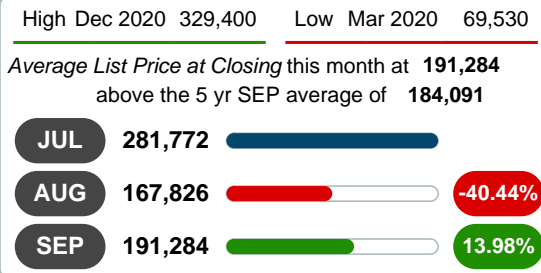 High Dec 2020 329,400 Low Mar 2020 69,530
Average List Price at Closing this month at 191,284
above the 5 yr SEP average of 184,091
JUL 281,772
AUG 167,826 -40.44%
SEP 191,284 13.98%